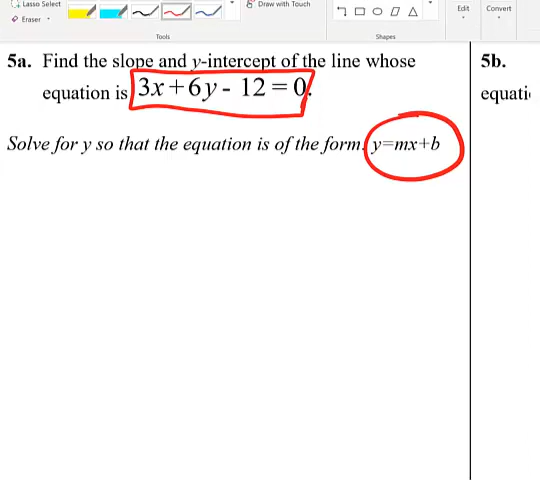 Lasso Select
Eraser
Draw with Touch
Edit
Convert
Tools
Shapes
5a. Find the slope and y-intercept of the line whose
equation is 3x+6y - 12 = 0.
Solve for y so that the equation is of the form: y=mx+b
5b.